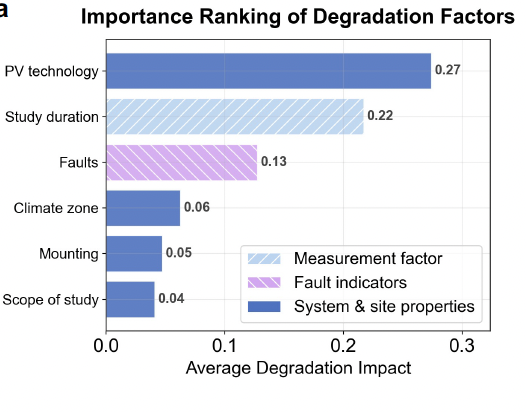 a
Importance Ranking of Degradation Factors
PV technology
0.27
Study duration
0.22
Faults
0.13
Climate zone
0.06
Mounting
0.05
Scope of study
0.04
Measurement factor
Fault indicators
System & site properties
0.0 0.1 0.2 0.3
Average Degradation Impact